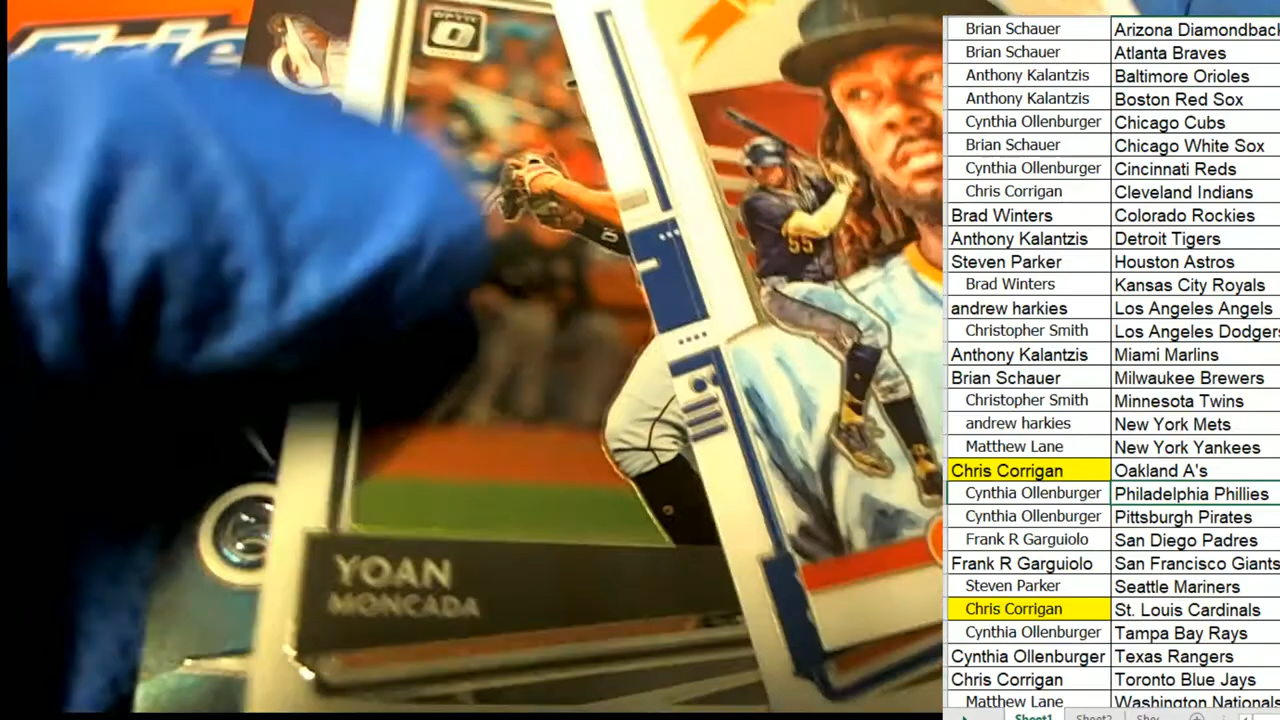 OPTIC
YOAN
MONCADA
55
Brian Schauer Arizona Diamondback
Brian Schauer Atlanta Braves
Anthony Kalantzis Baltimore Orioles
Anthony Kalantzis Boston Red Sox
Cynthia Ollenburger Chicago Cubs
Brian Schauer Chicago White Sox
Cynthia Ollenburger Cincinnati Reds
Chris Corrigan Cleveland Indians
Brad Winters Colorado Rockies
Anthony Kalantzis Detroit Tigers
Steven Parker Houston Astros
Brad Winters Kansas City Royals
andrew harkies Los Angeles Angels
Christopher Smith Los Angeles Dodgers
Anthony Kalantzis Miami Marlins
Brian Schauer Milwaukee Brewers
Christopher Smith Minnesota Twins
andrew harkies New York Mets
Matthew Lane New York Yankees
Chris Corrigan Oakland A's
Cynthia Ollenburger Philadelphia Phillies
Cynthia Ollenburger Pittsburgh Pirates
Frank R Garguiolo San Diego Padres
Frank R Garguiolo San Francisco Giants
Steven Parker Seattle Mariners
Chris Corrigan St. Louis Cardinals
Cynthia Ollenburger Tampa Bay Rays
Cynthia Ollenburger Texas Rangers
Chris Corrigan Toronto Blue Jays
Matthew Lane Washington Nationals
Sheet1 Sheet2 She